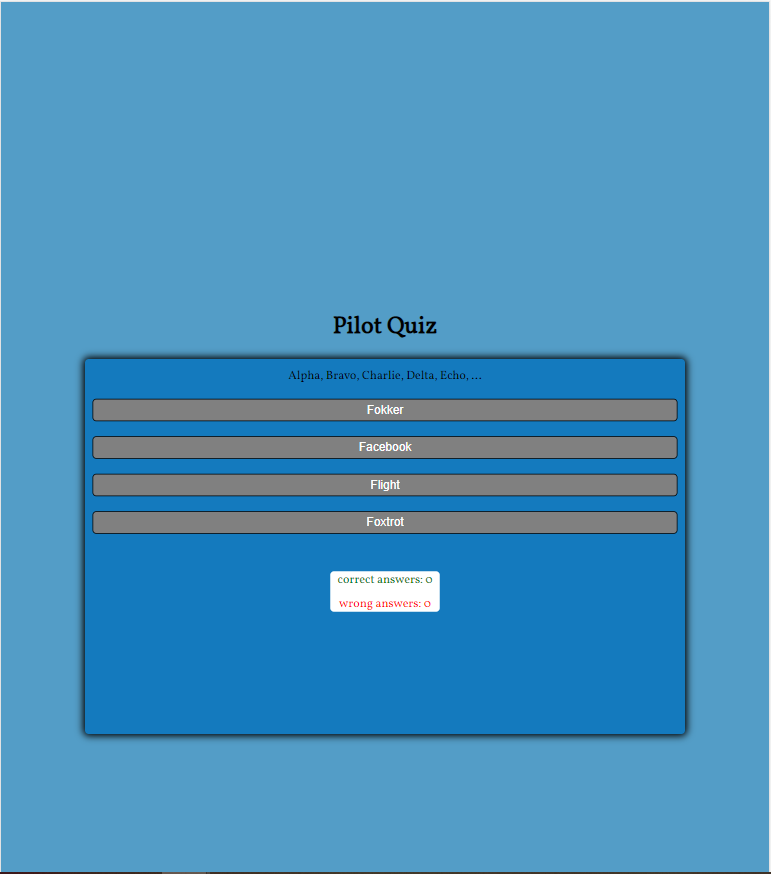 Pilot Quiz
Alpha, Bravo, Charlie, Delta, Echo, ...
Fokker
Facebook
Flight
Foxtrot
correct answers: 0
wrong answers: 0